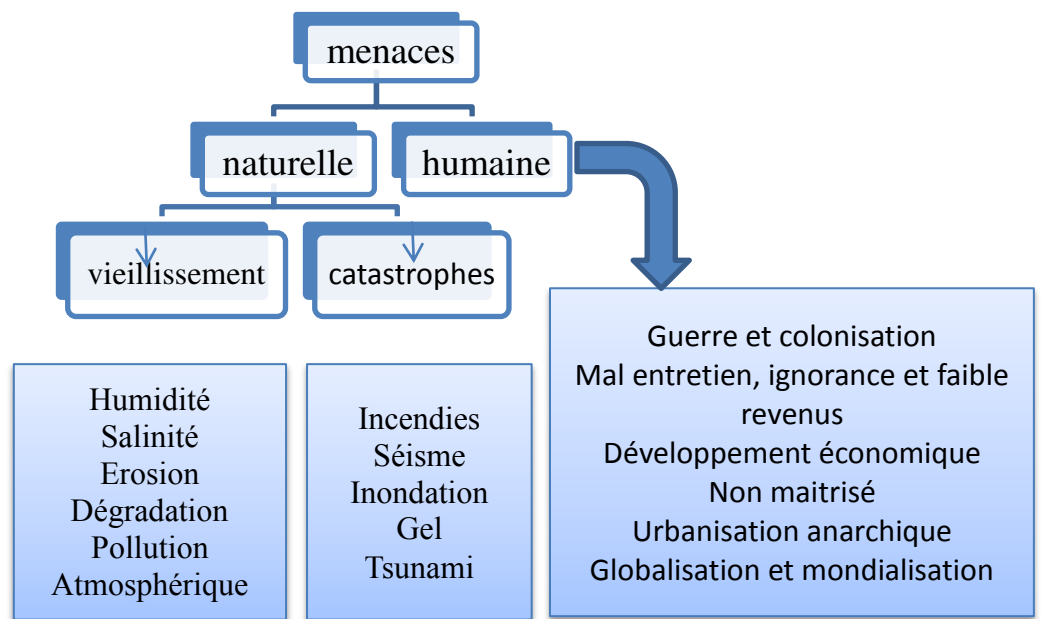 menaces
naturelle
humaine
vieillissement
catastrophes
Humidité
Salinité
Erosion
Dégradation
Pollution
Atmosphérique
Incendies
Séisme
Inondation
Gel
Tsunami
Guerre et colonisation
Mal entretien, ignorance et faible
revenus
Développement économique
Non maitrisé
Urbanisation anarchique
Globalisation et mondialisation